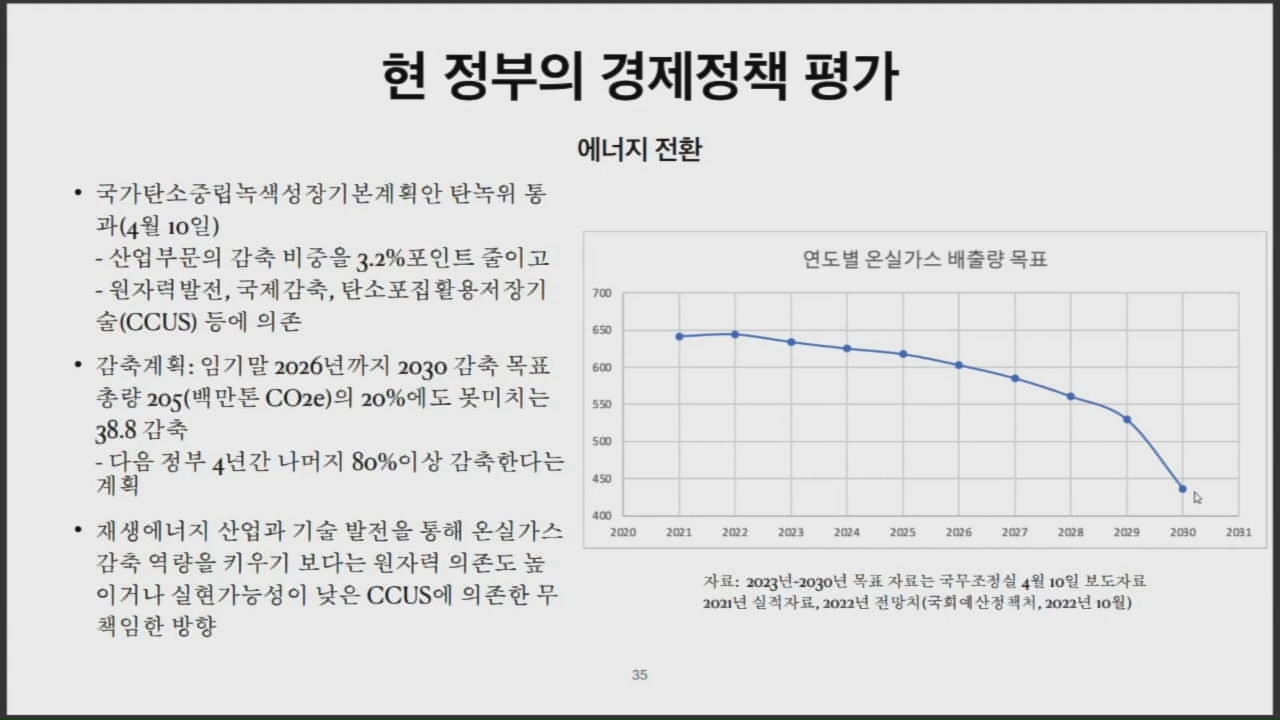 현 정부의 경제정책 평가
에너지 전환
• 국가탄소중립녹색성장기본계획안 탄녹위 통
과(4월 10일)
- 산업부문의 감축 비중을 3.2%포인트 줄이고
- 원자력발전, 국제감축, 탄소포집활용저장기
술(CCUS) 등에 의존
• 감축계획: 임기말 2026년까지 2030 감축 목표
총량 205(백만톤 CO2e)의 20%에도 못미치는
38.8 감축
- 다음 정부 4년간 나머지 80%이상 감축한다는
계획
• 재생에너지 산업과 기술 발전을 통해 온실가스
감축 역량을 키우기 보다는 원자력 의존도 높
이거나 실현가능성이 낮은 CCUS에 의존한 무
책임한 방향
연도별 온실가스 배출량 목표
700
650
600
550
500
450
400
2020 2021 2022 2023 2024 2025 2026 2027 2028 2029 2030 2031
자료: 2023년-2030년 목표 자료는 국무조정실 4월 10일 보도자료
2021년 실적자료, 2022년 전망치(국회예산정책처, 2022년 10월)
35